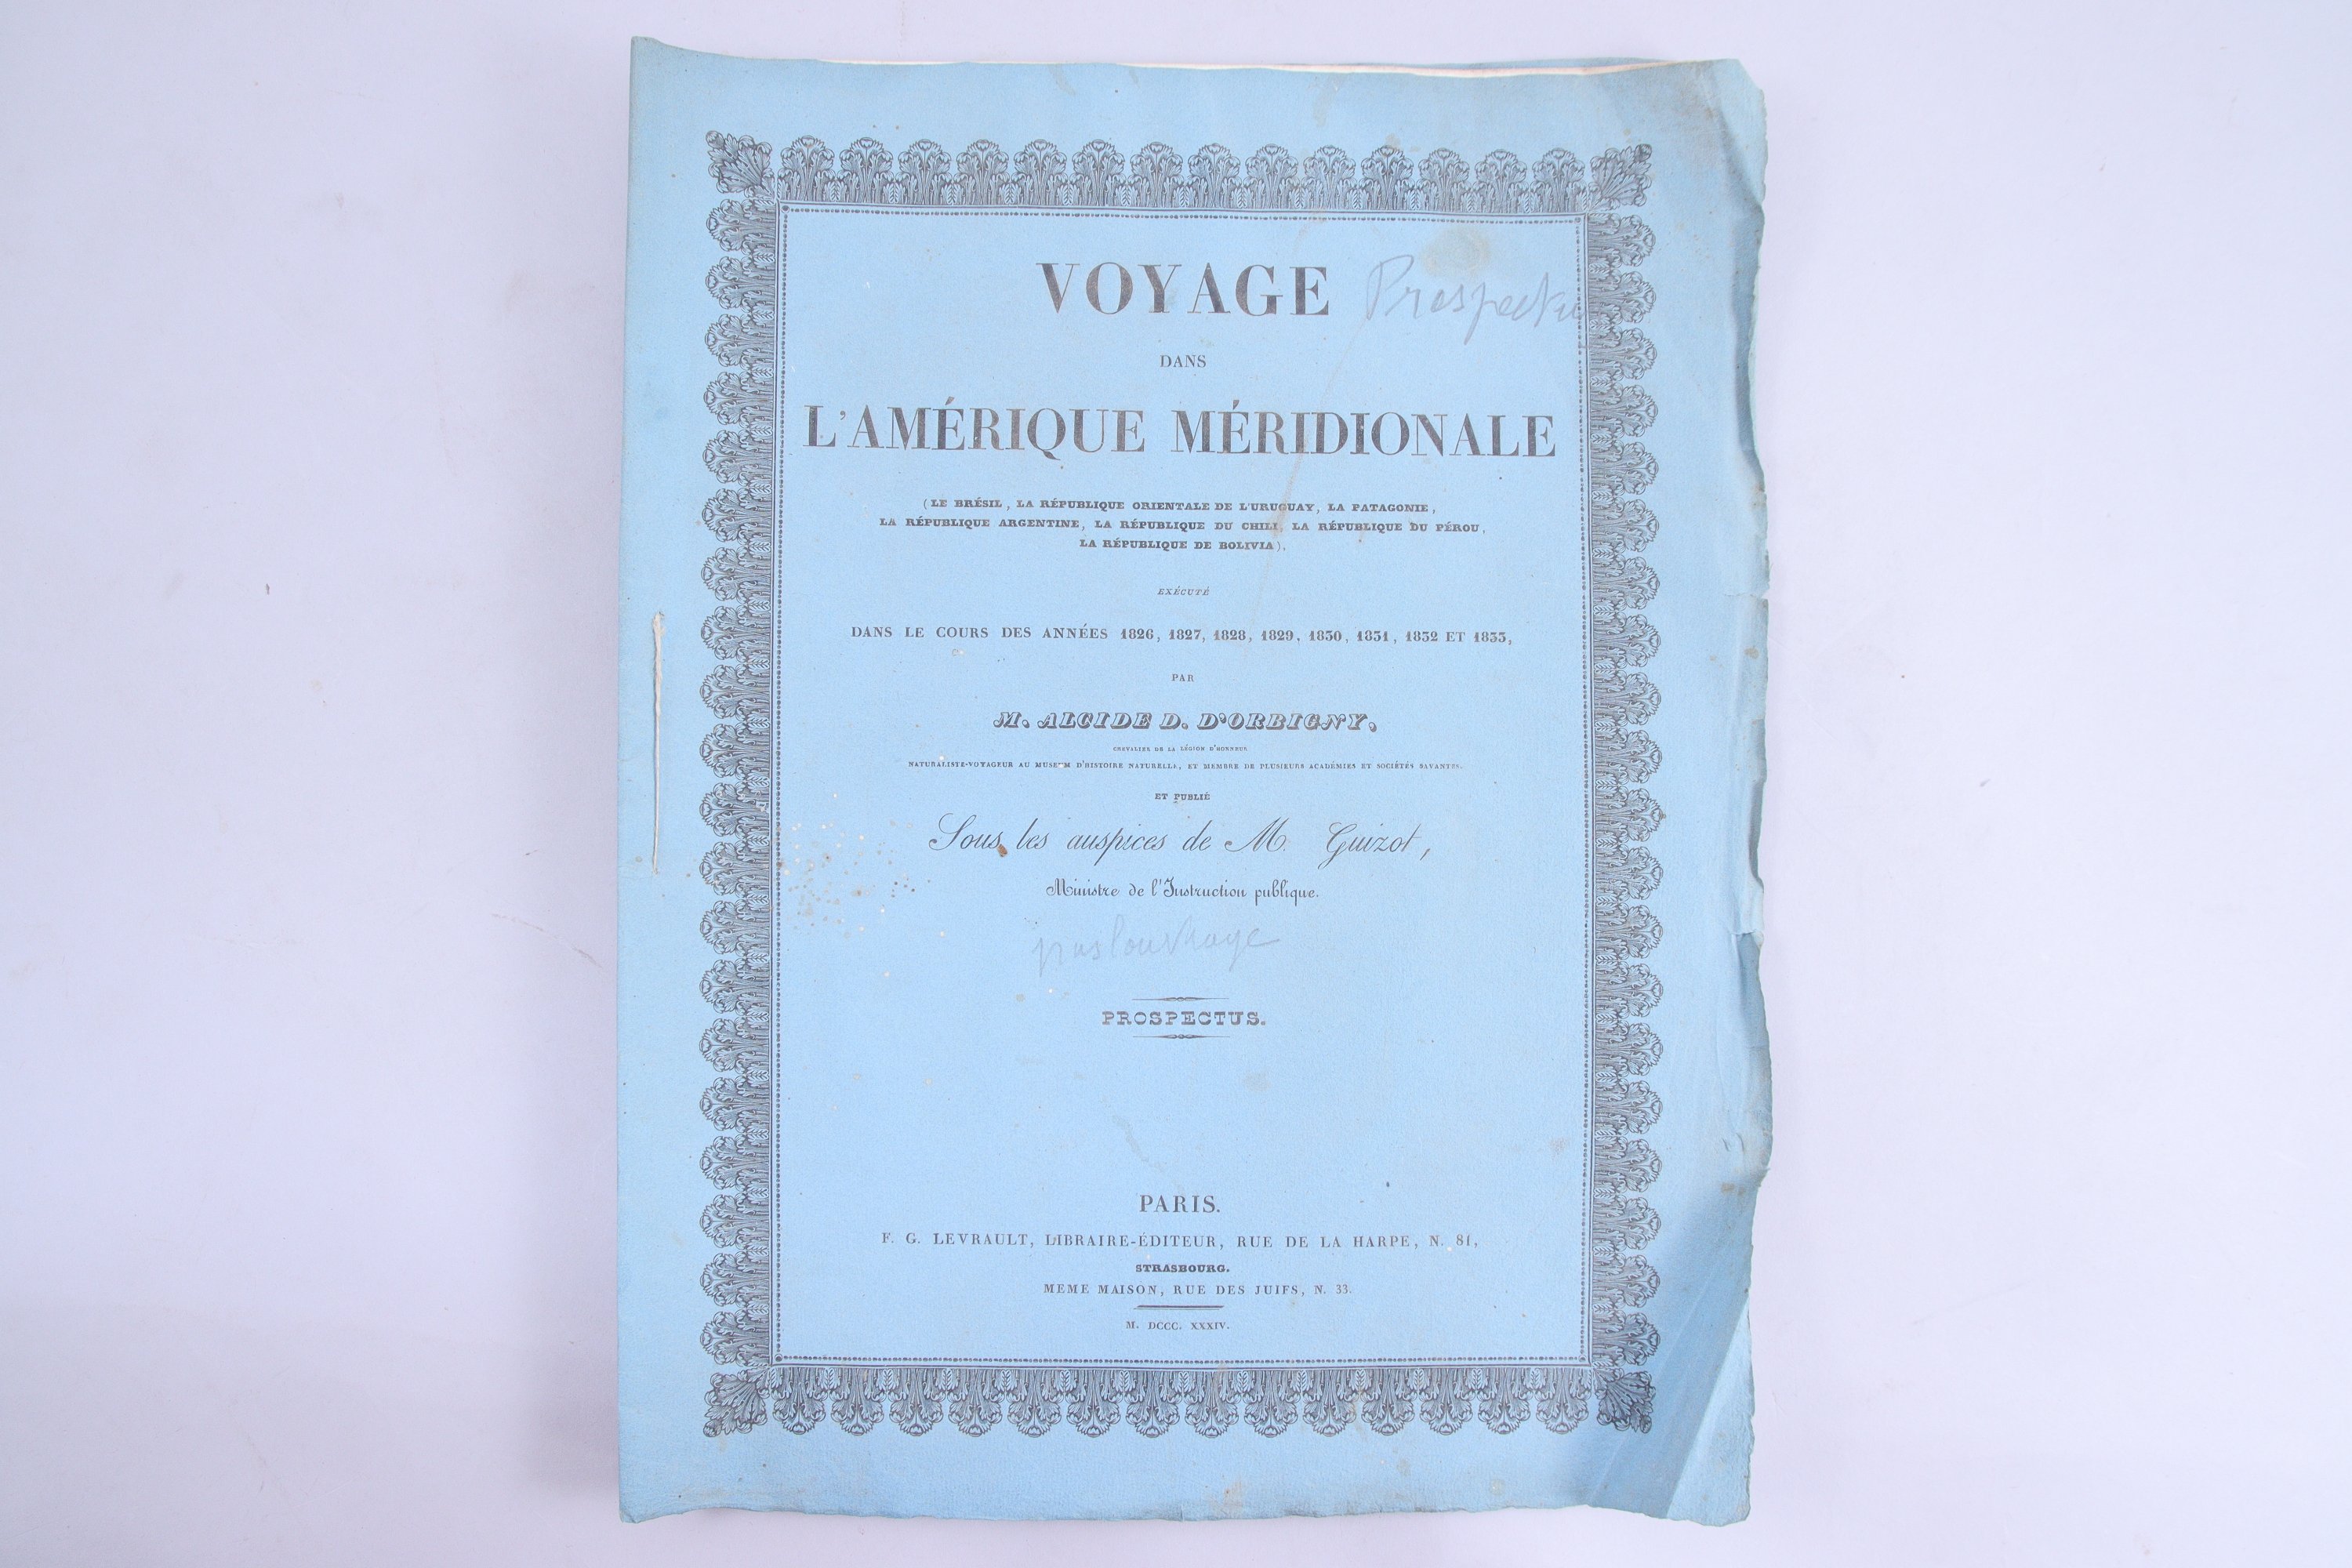 VOYAGE Prospectus
DANS
L'AMÉRIQUE MÉRIDIONALE
(LE BRÉSIL, LA RÉPUBLIQUE ORIENTALE DE L'URUGUAY, LA PATAGONIE,
LA RÉPUBLIQUE ARGENTINE, LA RÉPUBLIQUE DU CHILI, LA RÉPUBLIQUE DU PÉROU,
LA RÉPUBLIQUE DE BOLIVIA),
EXÉCUTÉ
DANS LE COURS DES ANNÉES 1826, 1827, 1828, 1829, 1830, 1831, 1832 ET 1833,
PAR
M. ALCIDE D. D'ORBIGNY,
CHEVALIER DE LA LÉGION D'HONNEUR
NATURALISTE-VOYAGEUR AU MUSEUM D'HISTOIRE NATURELLE, ET MEMBRE DE PLUSIEURS ACADÉMIES ET SOCIÉTÉS SAVANTES,
ET PUBLIÉ
Sous les auspices de M. Guizot,
Ministre de l'Instruction publique.
pas l'ouvrage
PROSPECTUS.
PARIS.
F. G. LEVRAULT, LIBRAIRE-ÉDITEUR, RUE DE LA HARPE, N. 81,
STRASBOURG.
MEME MAISON, RUE DES JUIFS, N. 33.
M. DCCC. XXXIV.